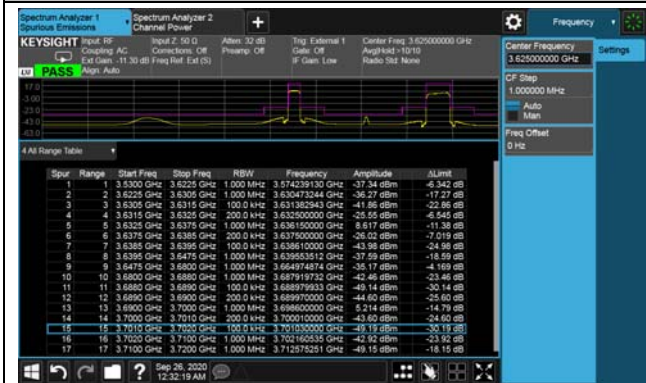 Spectrum Analyzer 1
Spurious Emissions
Spectrum Analyzer 2
Channel Power
Frequency
KEYSIGHT Input: RF
Coupling: AC
Ext Gain: -11.30 dB
Align: Auto
Input Z: 50 Ω
Corrections: Off
Freq Ref: Ext (S)
Atten: 32 dB
Preamp: Off
Trig: External 1
Gate: Off
IF Gain: Low
Center Freq: 3.625000000 GHz
Avg|Hold:>10/10
Radio Std: None
LXI PASS
Center Frequency
3.625000000 GHz
Settings
CF Step
1.000000 MHz
Auto
Man
Freq Offset
0 Hz
17.0
-3.00
-23.0
-43.0
-63.0
4 All Range Table
Spur Range Start Freq Stop Freq RBW Frequency Amplitude ΔLimit
1 1 3.5300 GHz 3.6225 GHz 1.000 MHz 3.574239130 GHz -37.34 dBm -6.342 dB
2 2 3.6225 GHz 3.6305 GHz 1.000 MHz 3.630473244 GHz -36.27 dBm -17.27 dB
3 3 3.6305 GHz 3.6315 GHz 100.0 kHz 3.631382943 GHz -41.86 dBm -22.86 dB
4 4 3.6315 GHz 3.6325 GHz 200.0 kHz 3.632500000 GHz -25.55 dBm -6.545 dB
5 5 3.6325 GHz 3.6375 GHz 1.000 MHz 3.636150000 GHz 8.617 dBm -11.38 dB
6 6 3.6375 GHz 3.6385 GHz 200.0 kHz 3.637500000 GHz -26.02 dBm -7.019 dB
7 7 3.6385 GHz 3.6395 GHz 100.0 kHz 3.638610000 GHz -43.98 dBm -24.98 dB
8 8 3.6395 GHz 3.6475 GHz 1.000 MHz 3.639553512 GHz -37.59 dBm -18.59 dB
9 9 3.6475 GHz 3.6800 GHz 1.000 MHz 3.664974874 GHz -35.17 dBm -4.169 dB
10 10 3.6800 GHz 3.6880 GHz 1.000 MHz 3.687919732 GHz -42.46 dBm -23.46 dB
11 11 3.6880 GHz 3.6890 GHz 100.0 kHz 3.688979933 GHz -49.14 dBm -30.14 dB
12 12 3.6890 GHz 3.6900 GHz 200.0 kHz 3.689970000 GHz -44.60 dBm -25.60 dB
13 13 3.6900 GHz 3.7000 GHz 1.000 MHz 3.698600000 GHz 5.214 dBm -14.79 dB
14 14 3.7000 GHz 3.7010 GHz 200.0 kHz 3.700010000 GHz -43.60 dBm -24.60 dB
15 15 3.7010 GHz 3.7020 GHz 100.0 kHz 3.701030000 GHz -49.19 dBm -30.19 dB
16 16 3.7020 GHz 3.7100 GHz 1.000 MHz 3.702160535 GHz -42.92 dBm -23.92 dB
17 17 3.7100 GHz 3.7200 GHz 1.000 MHz 3.712575251 GHz -49.15 dBm -18.15 dB
Sep 26, 2020
12:32:19 AM